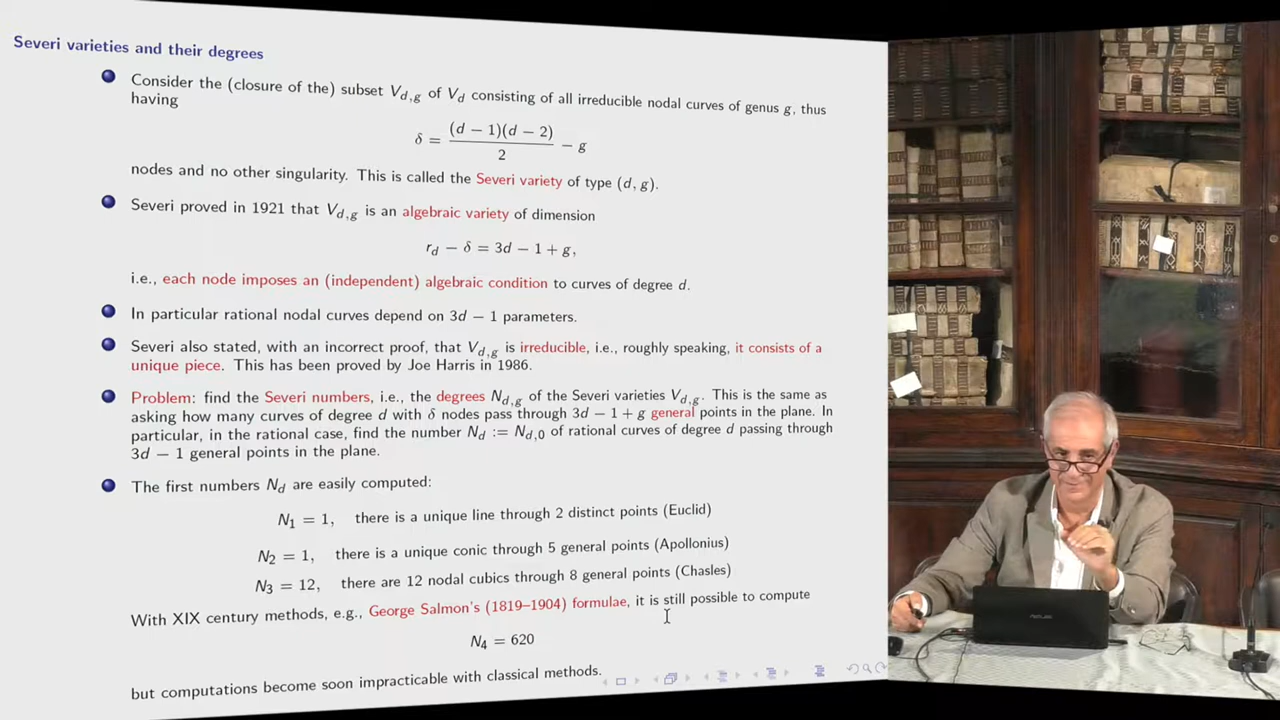 Severi varieties and their degrees
Consider the (closure of the) subset V_{d,g} of V_d consisting of all irreducible nodal curves of genus g, thus
having
δ = (d − 1)(d − 2) / 2 − g
nodes and no other singularity. This is called the Severi variety of type (d, g).
Severi proved in 1921 that V_{d,g} is an algebraic variety of dimension
r_d − δ = 3d − 1 + g,
i.e., each node imposes an (independent) algebraic condition to curves of degree d.
In particular rational nodal curves depend on 3d − 1 parameters.
Severi also stated, with an incorrect proof, that V_{d,g} is irreducible, i.e., roughly speaking, it consists of a
unique piece. This has been proved by Joe Harris in 1986.
Problem: find the Severi numbers, i.e., the degrees N_{d,g} of the Severi varieties V_{d,g}. This is the same as
asking how many curves of degree d with δ nodes pass through 3d − 1 + g general points in the plane. In
particular, in the rational case, find the number N_d := N_{d,0} of rational curves of degree d passing through
3d − 1 general points in the plane.
The first numbers N_d are easily computed:
N_1 = 1, there is a unique line through 2 distinct points (Euclid)
N_2 = 1, there is a unique conic through 5 general points (Apollonius)
N_3 = 12, there are 12 nodal cubics through 8 general points (Chasles)
With XIX century methods, e.g., George Salmon's (1819–1904) formulae, it is still possible to compute
N_4 = 620
but computations become soon impracticable with classical methods.
ASUS